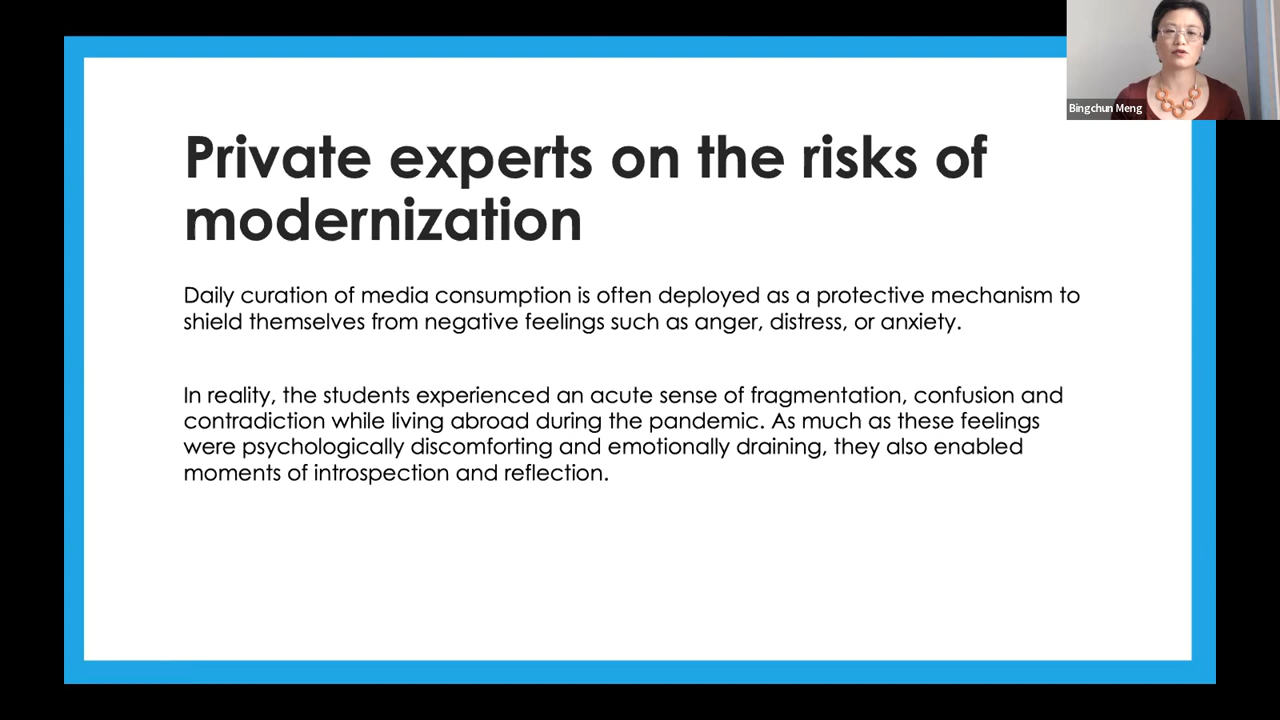 Bingchun Meng
Private experts on the risks of
modernization
Daily curation of media consumption is often deployed as a protective mechanism to
shield themselves from negative feelings such as anger, distress, or anxiety.
In reality, the students experienced an acute sense of fragmentation, confusion and
contradiction while living abroad during the pandemic. As much as these feelings
were psychologically discomforting and emotionally draining, they also enabled
moments of introspection and reflection.